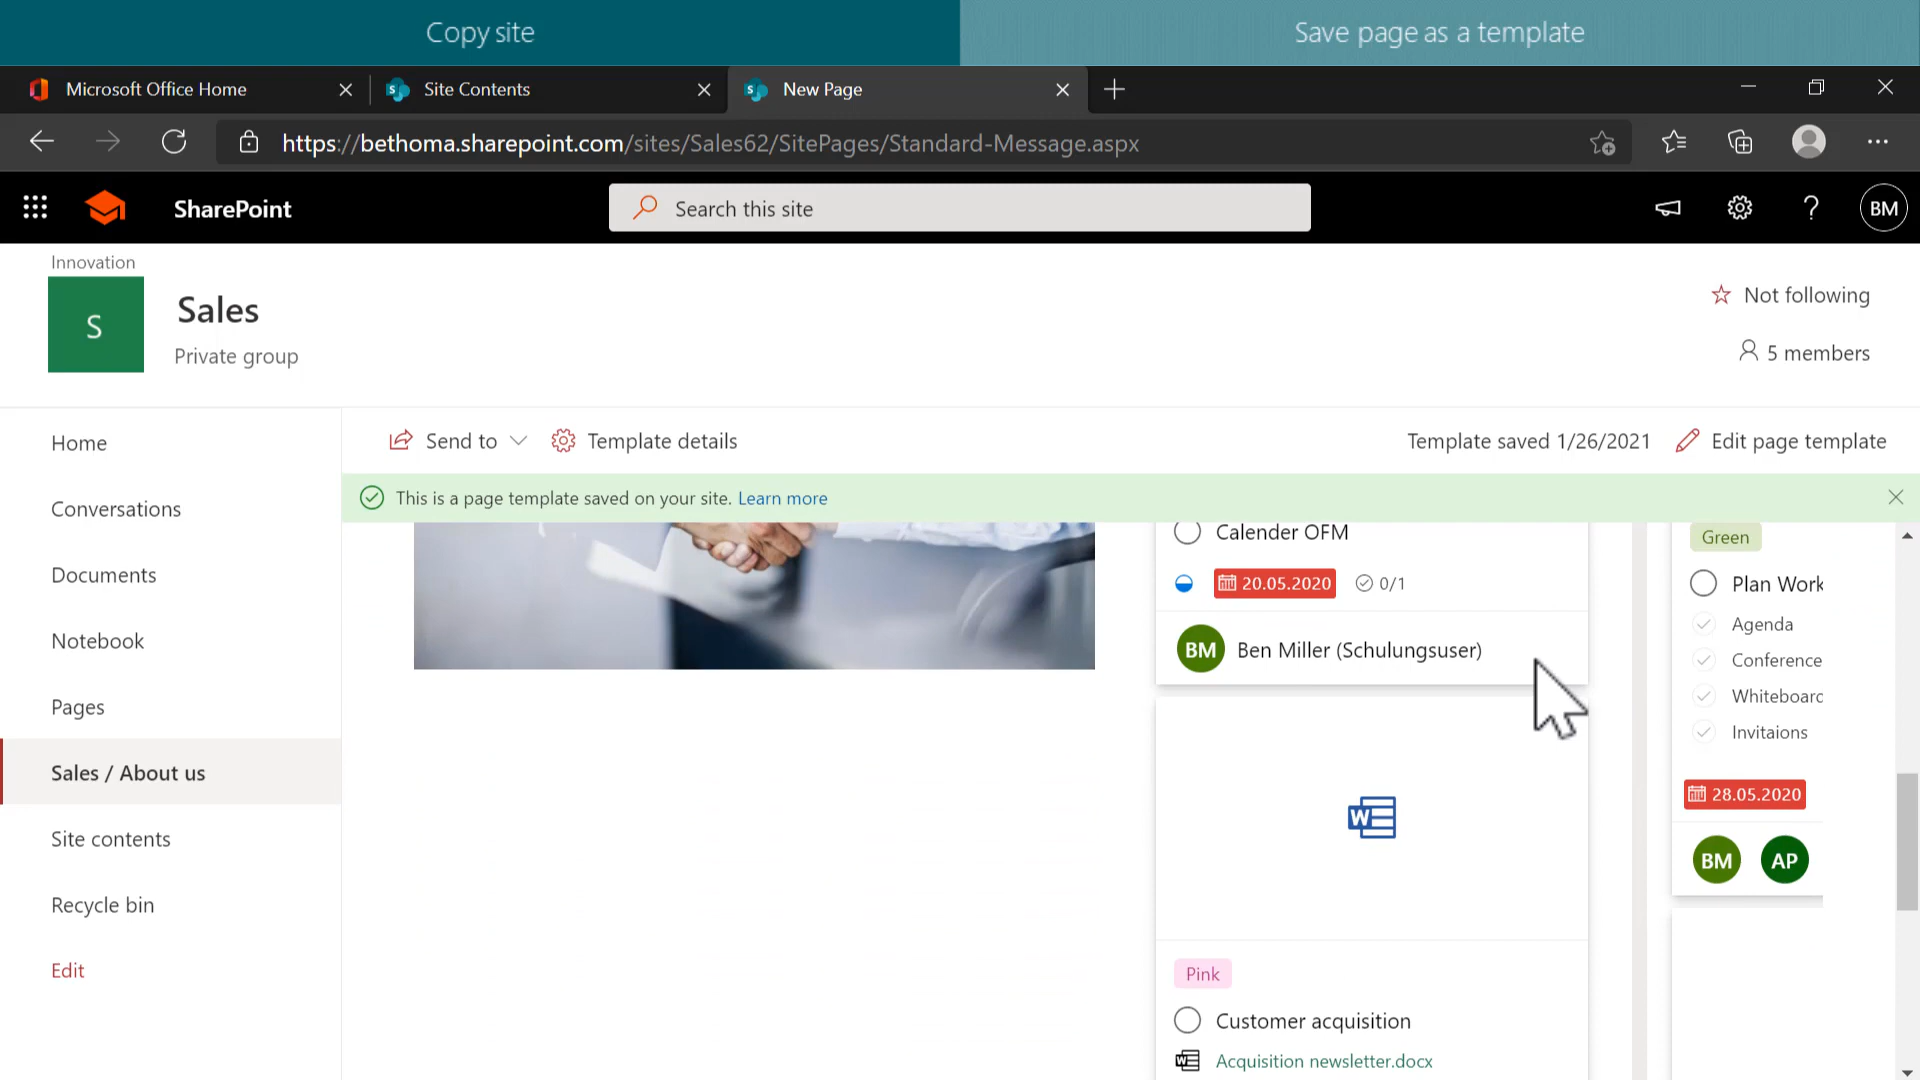 Copy site
Save page as a template
Microsoft Office Home
Site Contents
New Page
https://bethoma.sharepoint.com/sites/Sales62/SitePages/Standard-Message.aspx
SharePoint
Search this site
BM
Innovation
S
Sales
Private group
Not following
5 members
Home
Conversations
Documents
Notebook
Pages
Sales / About us
Site contents
Recycle bin
Edit
Send to
Template details
Template saved 1/26/2021
Edit page template
This is a page template saved on your site. Learn more
Calender OFM
20.05.2020
0/1
BM
Ben Miller (Schulungsuser)
W
Pink
Customer acquisition
Acquisition newsletter.docx
Green
Plan Work
Agenda
Conference
Whiteboard
Invitaions
28.05.2020
BM
AP